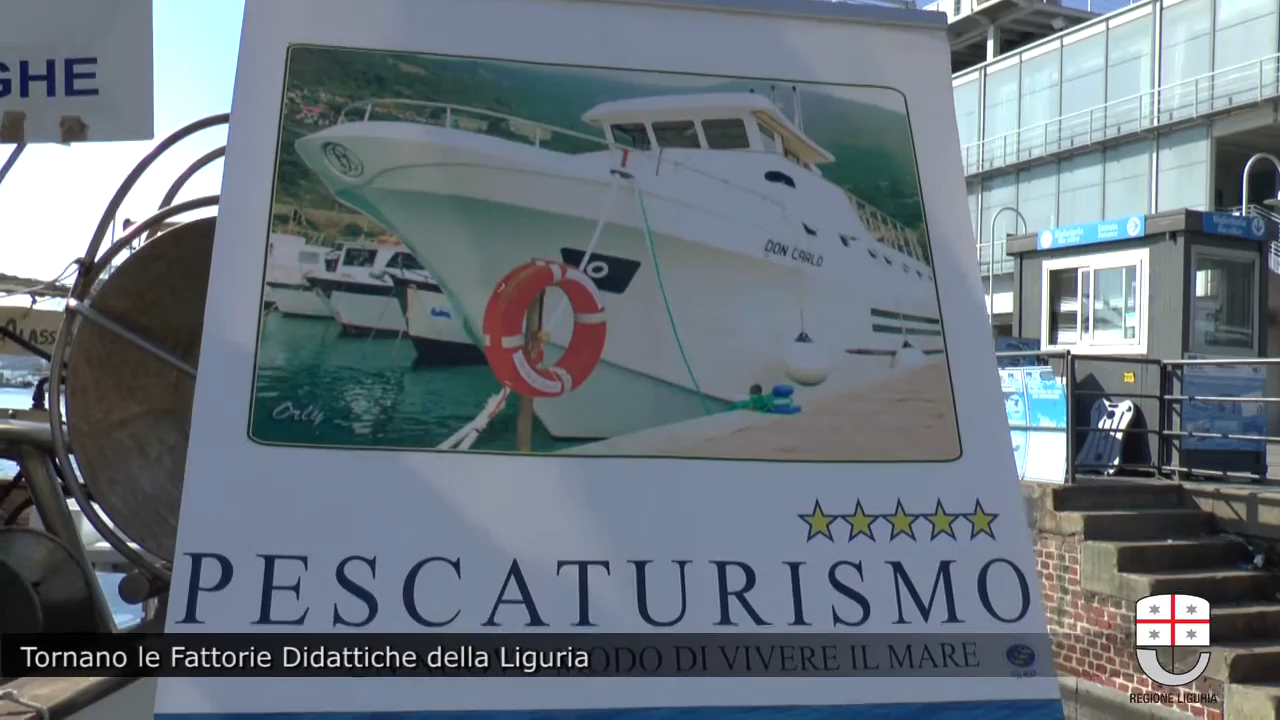 GHE
DON CARLO
Orly
PESCATURISMO
MODO DI VIVERE IL MARE
Tornano le Fattorie Didattiche della Liguria
REGIONE LIGURIA